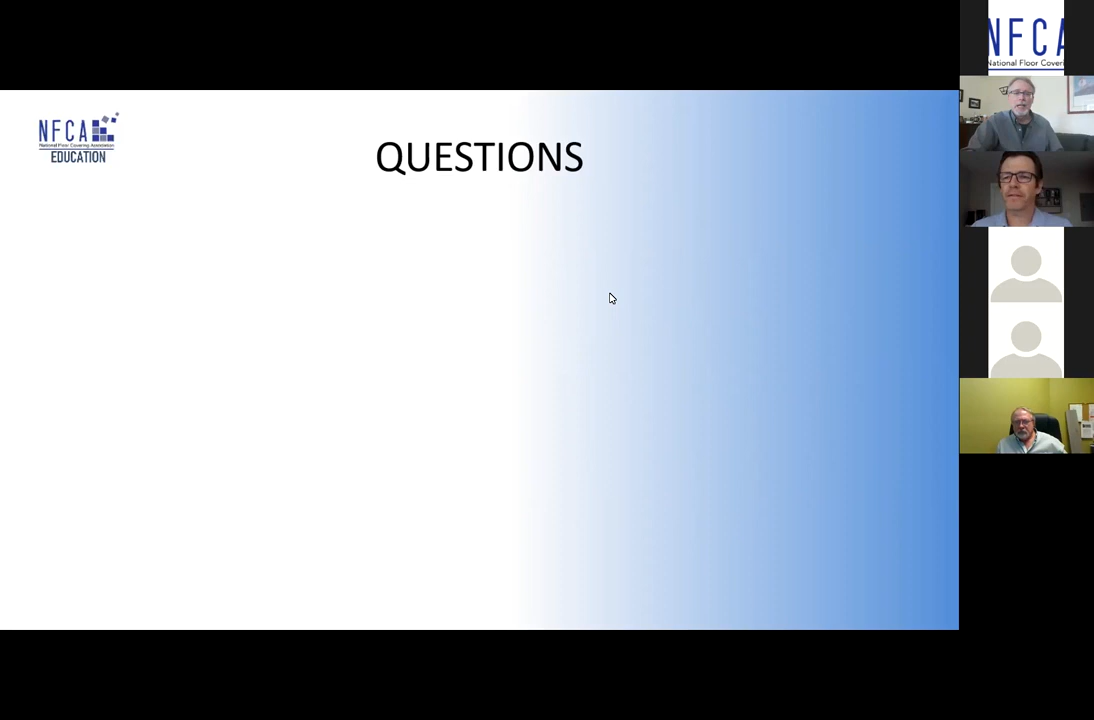 NFCA
National Floor Covering Association
EDUCATION
QUESTIONS
NFCA
National Floor Coveri